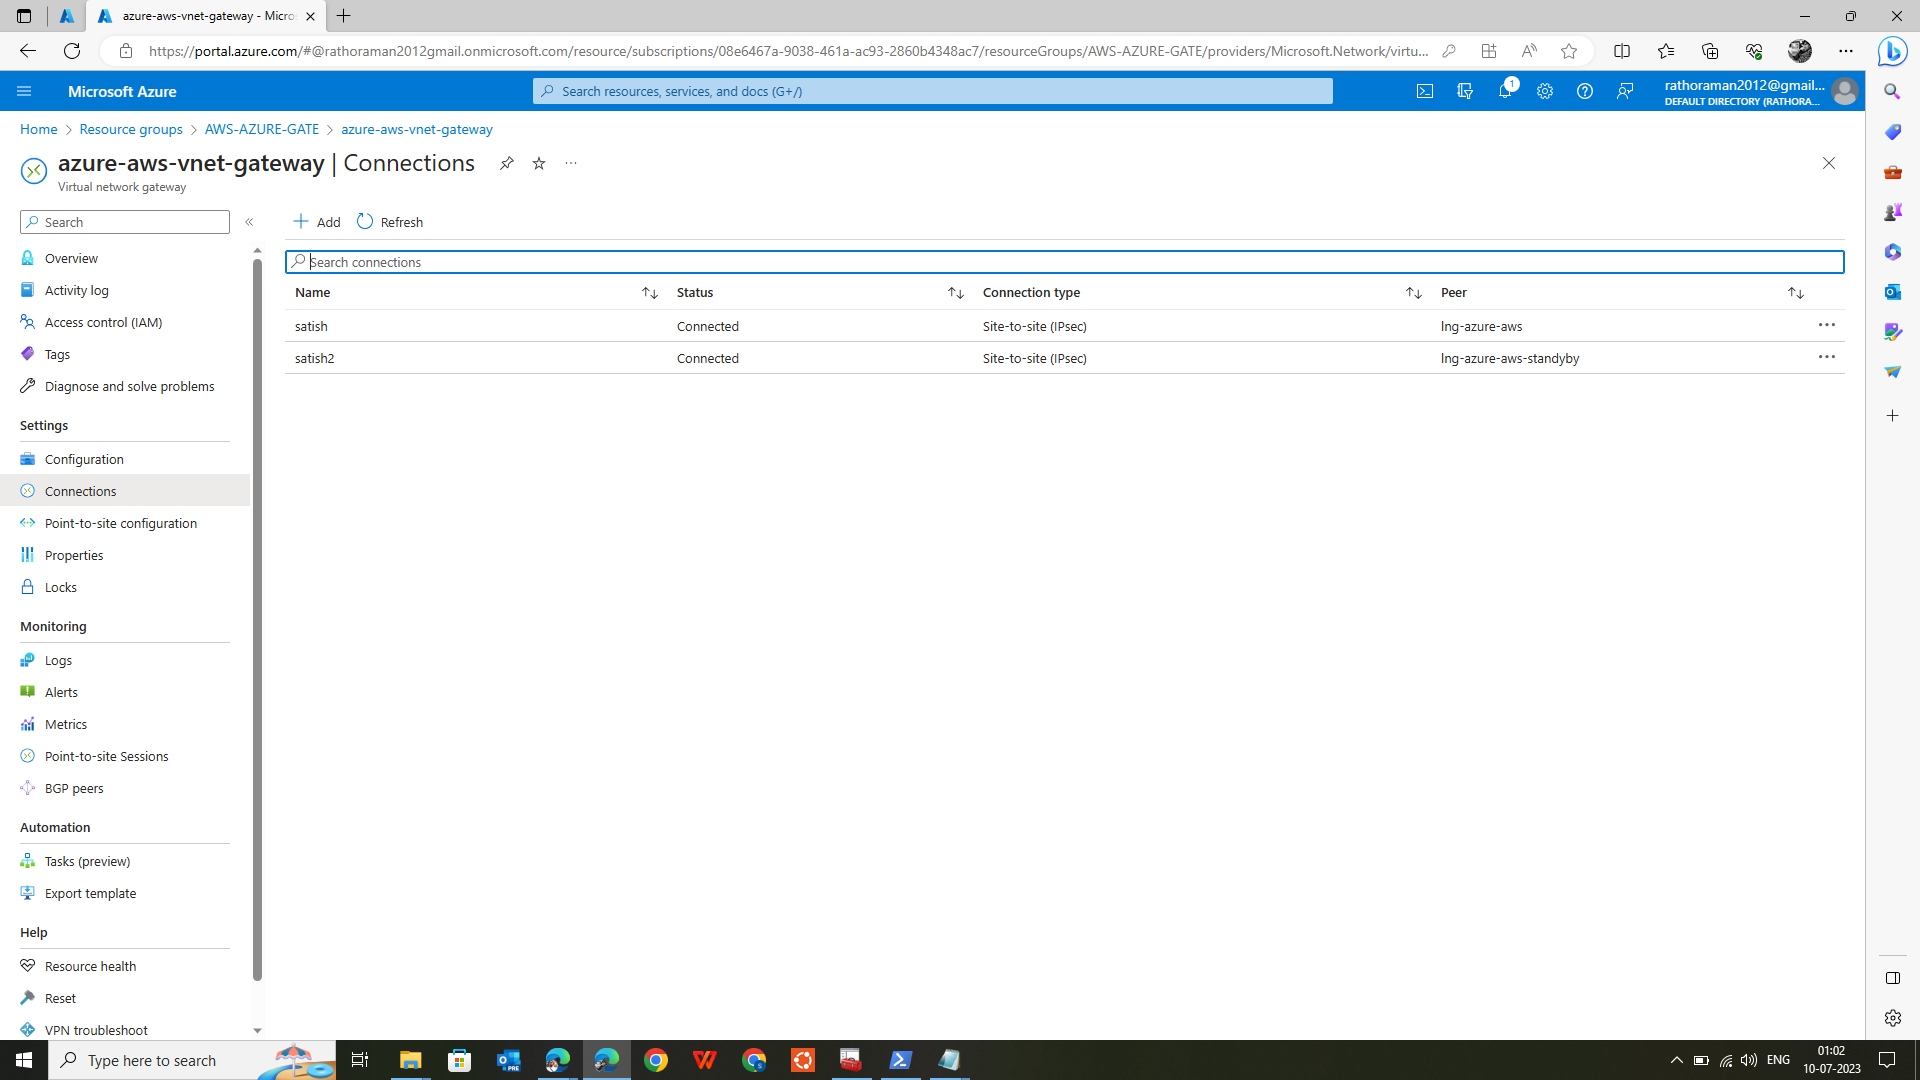 azure-aws-vnet-gateway - Micro
https://portal.azure.com/#@rathoraman2012gmail.onmicrosoft.com/resource/subscriptions/08e6467a-9038-461a-ac93-2860b4348ac7/resourceGroups/AWS-AZURE-GATE/providers/Microsoft.Network/virtu...
Microsoft Azure
Search resources, services, and docs (G+/)
1
rathoraman2012@gmail...
DEFAULT DIRECTORY (RATHORA...
Home > Resource groups > AWS-AZURE-GATE > azure-aws-vnet-gateway
azure-aws-vnet-gateway | Connections
Virtual network gateway
Search
Add Refresh
Search connections
Name Status Connection type Peer
satish Connected Site-to-site (IPsec) lng-azure-aws
satish2 Connected Site-to-site (IPsec) lng-azure-aws-standyby
Overview
Activity log
Access control (IAM)
Tags
Diagnose and solve problems
Settings
Configuration
Connections
Point-to-site configuration
Properties
Locks
Monitoring
Logs
Alerts
Metrics
Point-to-site Sessions
BGP peers
Automation
Tasks (preview)
Export template
Help
Resource health
Reset
VPN troubleshoot
Type here to search
PRE
ENG
01:02
10-07-2023